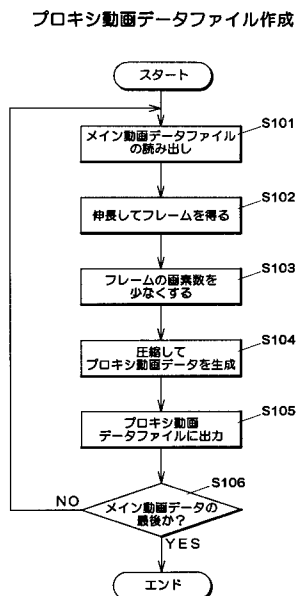 プロキシ動画データファイル作成
スタート
S101
メイン動画データファイル
の読み出し
S102
伸長してフレームを得る
S103
フレームの画素数を
少なくする
S104
圧縮して
プロキシ動画データを生成
S105
プロキシ動画
データファイルに出力
S106
メイン動画データの
最後か?
NO
YES
エンド